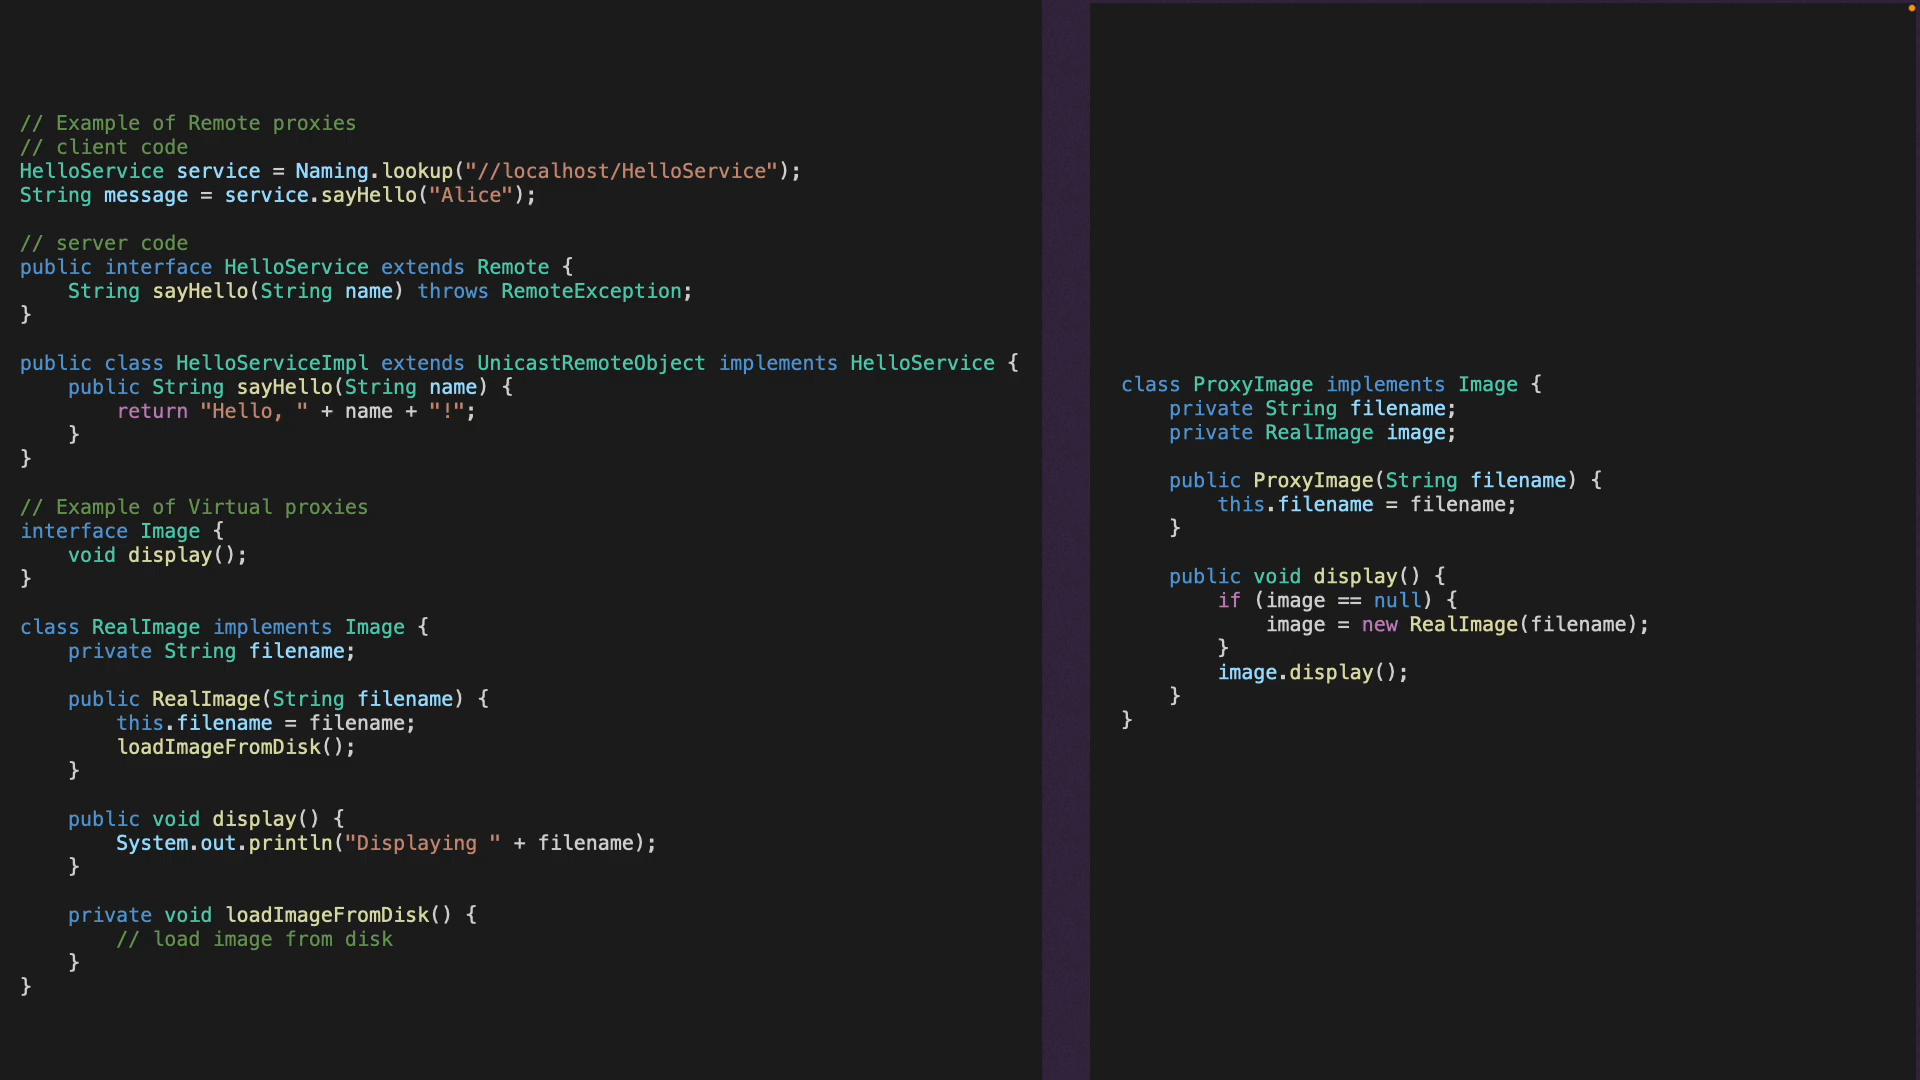 // Example of Remote proxies
// client code
HelloService service = Naming.lookup("//localhost/HelloService");
String message = service.sayHello("Alice");
// server code
public interface HelloService extends Remote {
    String sayHello(String name) throws RemoteException;
}
public class HelloServiceImpl extends UnicastRemoteObject implements HelloService {
    public String sayHello(String name) {
        return "Hello, " + name + "!";
    }
}
// Example of Virtual proxies
interface Image {
    void display();
}
class RealImage implements Image {
    private String filename;
    public RealImage(String filename) {
        this.filename = filename;
        loadImageFromDisk();
    }
    public void display() {
        System.out.println("Displaying " + filename);
    }
    private void loadImageFromDisk() {
        // load image from disk
    }
}
class ProxyImage implements Image {
    private String filename;
    private RealImage image;
    public ProxyImage(String filename) {
        this.filename = filename;
    }
    public void display() {
        if (image == null) {
            image = new RealImage(filename);
        }
        image.display();
    }
}